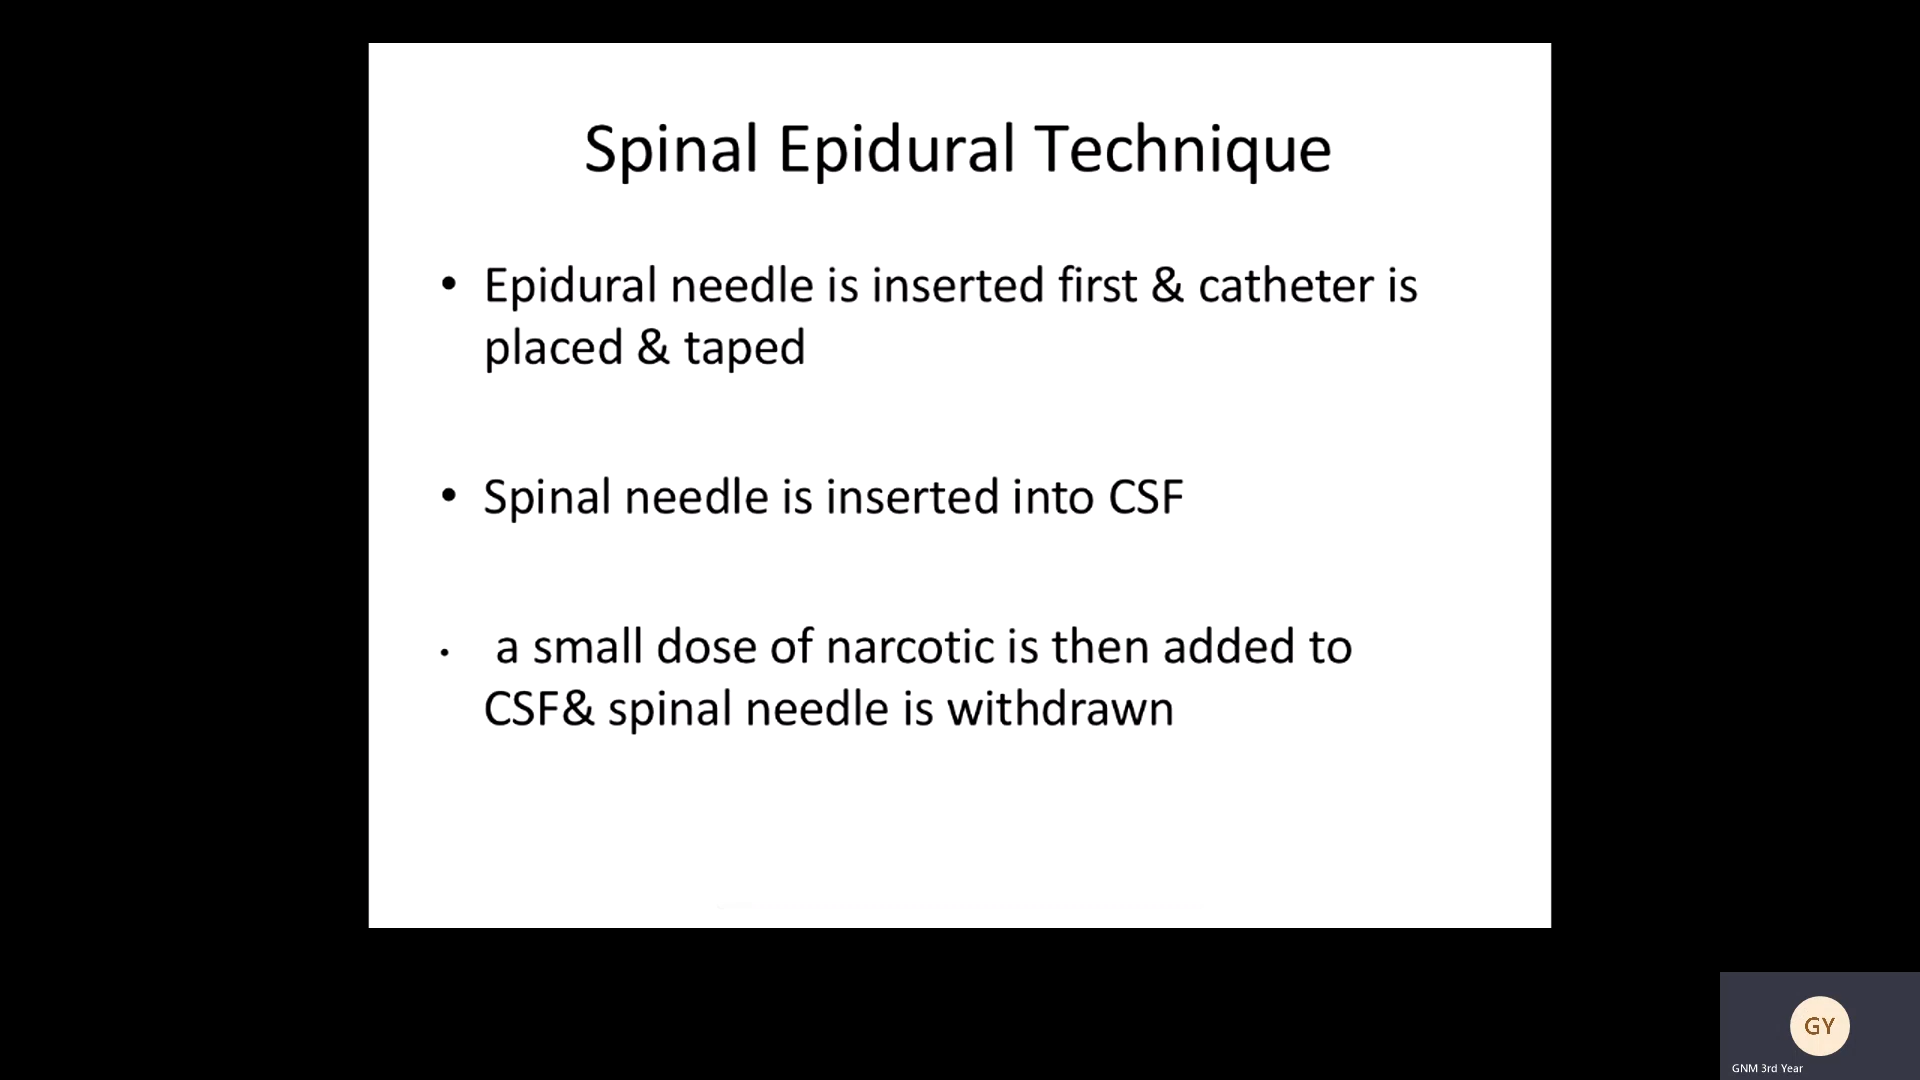 Spinal Epidural Technique
• Epidural needle is inserted first & catheter is
placed & taped
• Spinal needle is inserted into CSF
• a small dose of narcotic is then added to
CSF& spinal needle is withdrawn
GY
GNM 3rd Year